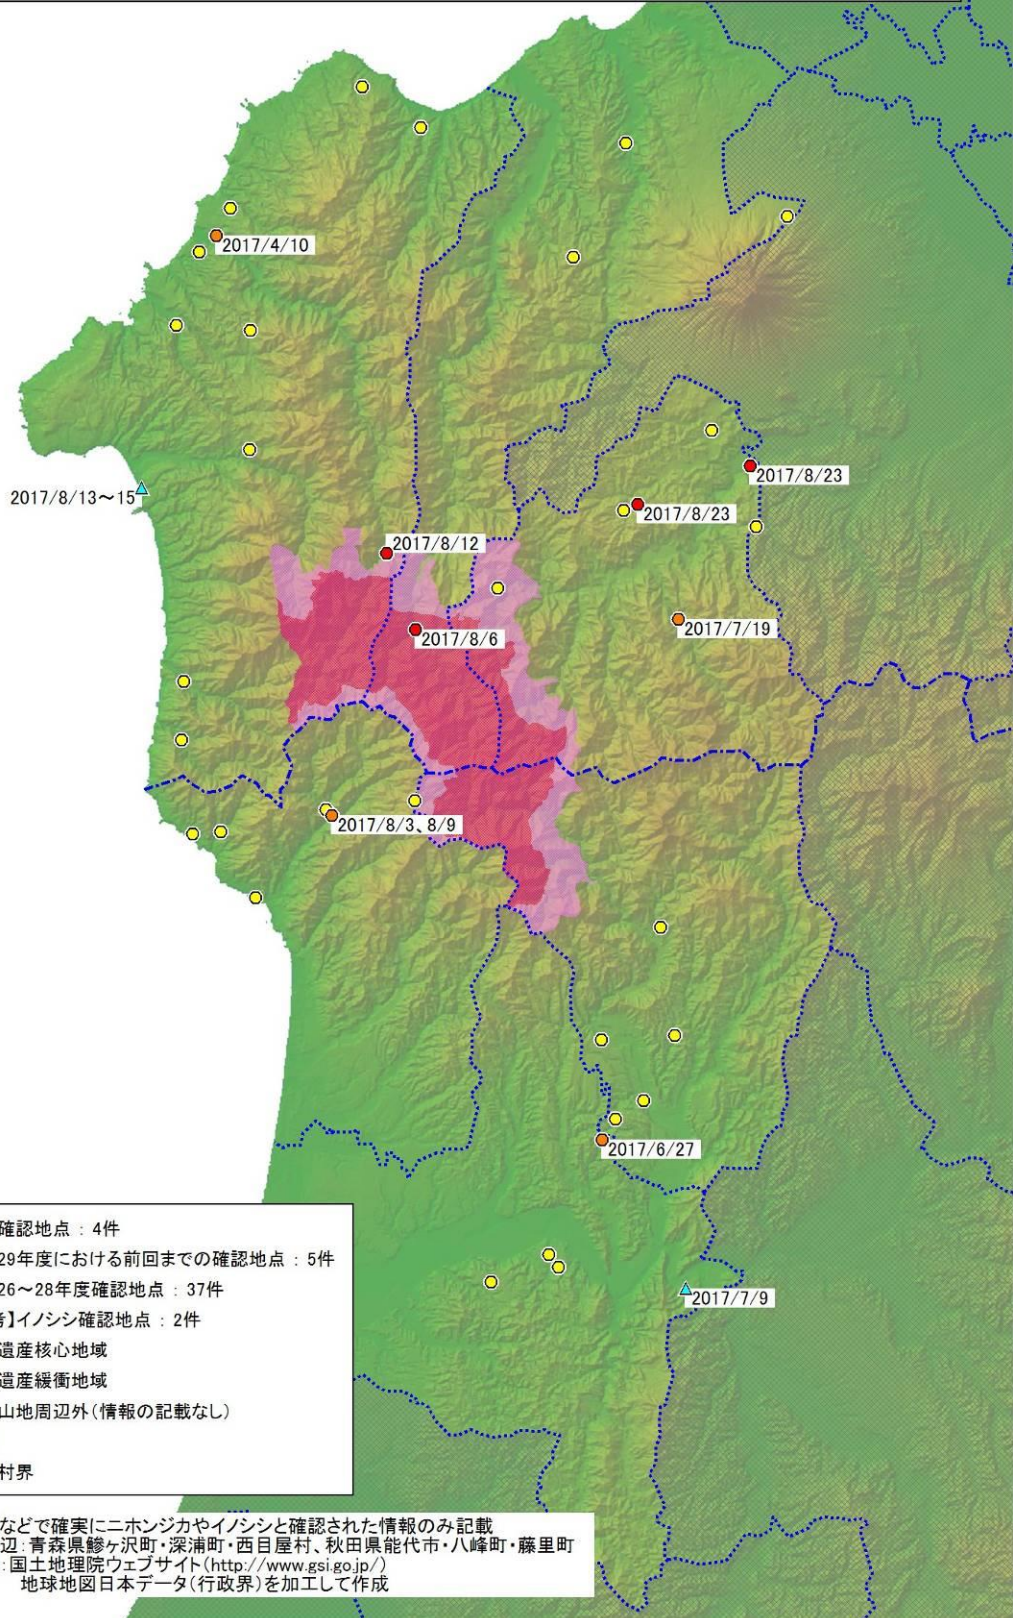 2017/4/10
2017/8/13～15
2017/8/23
2017/8/23
2017/8/12
2017/7/19
2017/8/6
2017/8/3、8/9
2017/6/27
2017/7/9
確認地点 : 4件
29年度における前回までの確認地点 : 5件
26～28年度確認地点 : 37件
】イノシシ確認地点 : 2件
遺産核心地域
遺産緩衝地域
山地周辺外(情報の記載なし)
村界
などで確実にニホンジカやイノシシと確認された情報のみ記載
辺:青森県鰺ヶ沢町・深浦町・西目屋村、秋田県能代市・八峰町・藤里町
:国土地理院ウェブサイト(http://www.gsi.go.jp/)
地球地図日本データ(行政界)を加工して作成